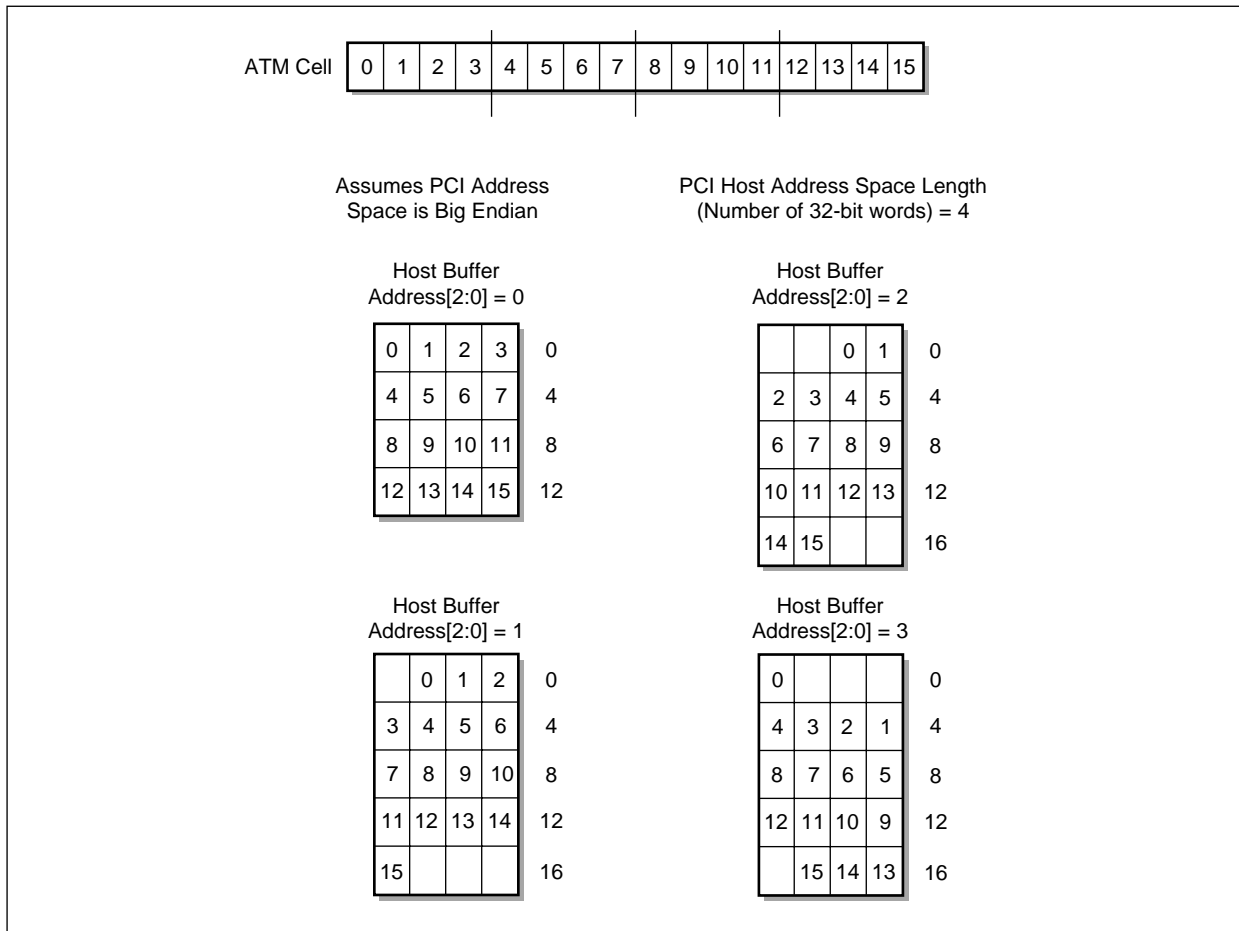 ATM Cell 0 1 2 3 4 5 6 7 8 9 10 11 12 13 14 15
Assumes PCI Address
Space is Big Endian
PCI Host Address Space Length
(Number of 32-bit words) = 4
Host Buffer
Address[2:0] = 0
0 1 2 3 0
4 5 6 7 4
8 9 10 11 8
12 13 14 15 12
Host Buffer
Address[2:0] = 2
0 1 0
2 3 4 5 4
6 7 8 9 8
10 11 12 13 12
14 15 16
Host Buffer
Address[2:0] = 1
0 1 2 0
3 4 5 6 4
7 8 9 10 8
11 12 13 14 12
15 16
Host Buffer
Address[2:0] = 3
0 0
4 3 2 1 4
8 7 6 5 8
12 11 10 9 12
15 14 13 16